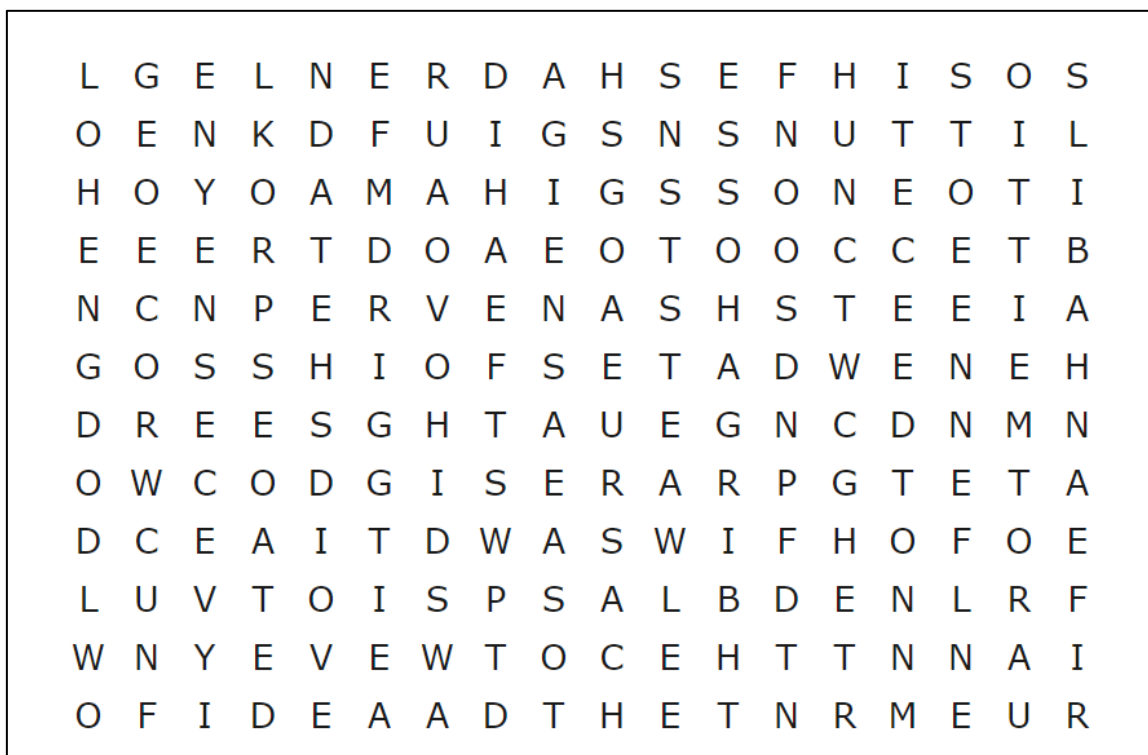 L G E L N E R D A H S E F H I S O S
O E N K D F U I G S N S N U T T I L
H O Y O A M A H I G S S O N E O T I
E E E R T D O A E O T O O C C E T B
N C N P E R V E N A S H S T E E I A
G O S S H I O F S E T A D W E N E H
D R E E S G H T A U E G N C D N M N
O W C O D G I S E R A R P G T E T A
D C E A I T D W A S W I F H O F O E
L U V T O I S P S A L B D E N L R F
W N Y E V E W T O C E H T T N N A I
O F I D E A A D T H E T N R M E U R